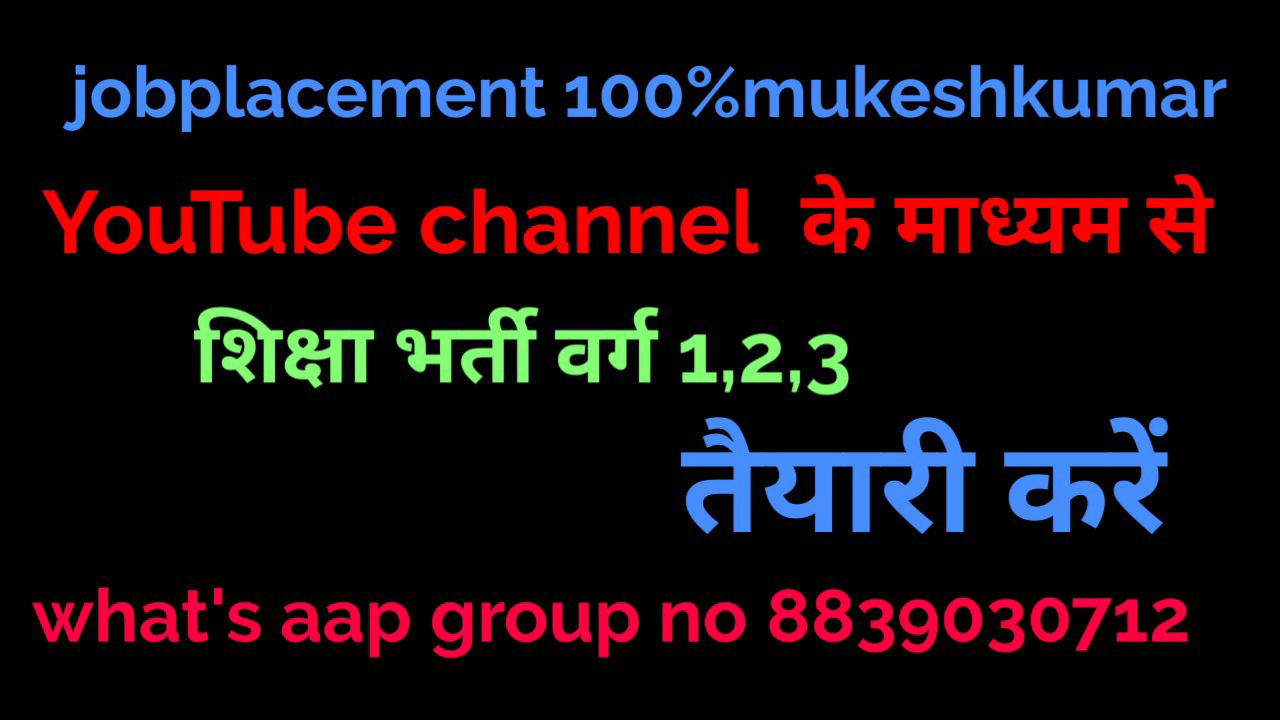 jobplacement 100%mukeshkumar
YouTube channel के माध्यम से
शिक्षा भर्ती वर्ग 1,2,3
तैयारी करें
what's aap group no 8839030712